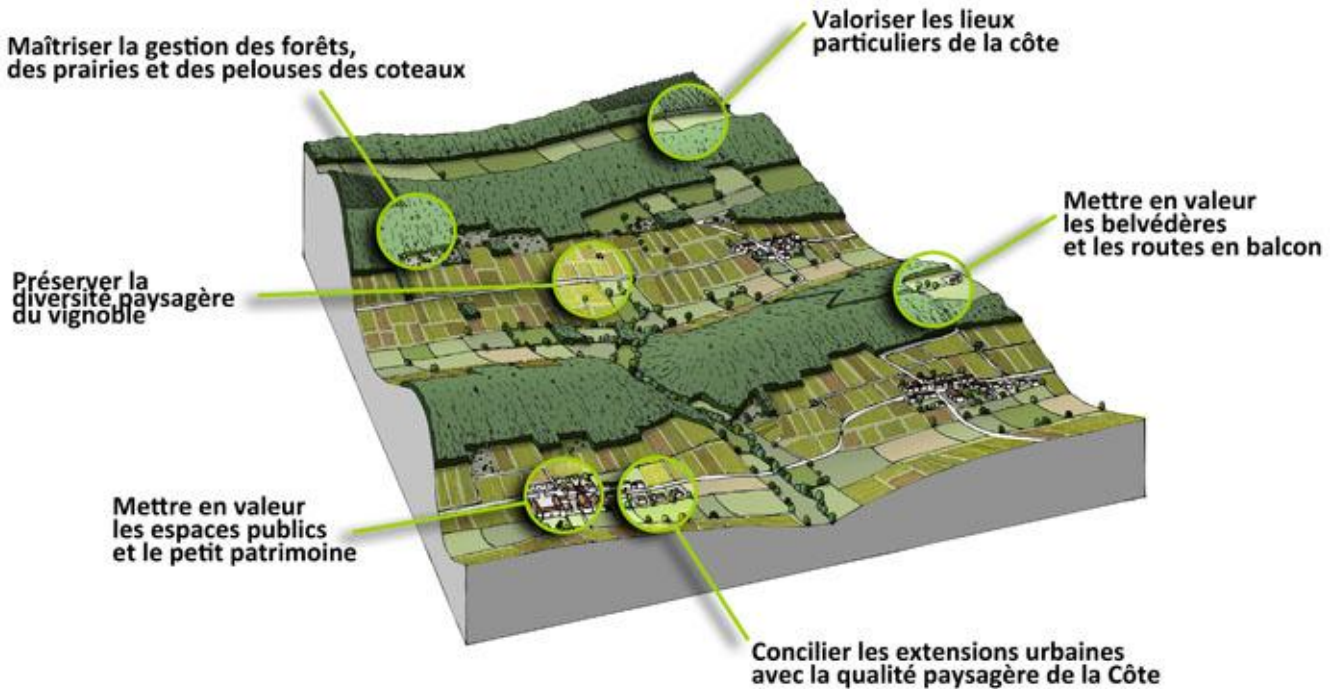 Maîtriser la gestion des forêts,
des prairies et des pelouses des coteaux
Valoriser les lieux
particuliers de la côte
Mettre en valeur
les belvédères
et les routes en balcon
Préserver la
diversité paysagère
du vignoble
Mettre en valeur
les espaces publics
et le petit patrimoine
Concilier les extensions urbaines
avec la qualité paysagère de la Côte